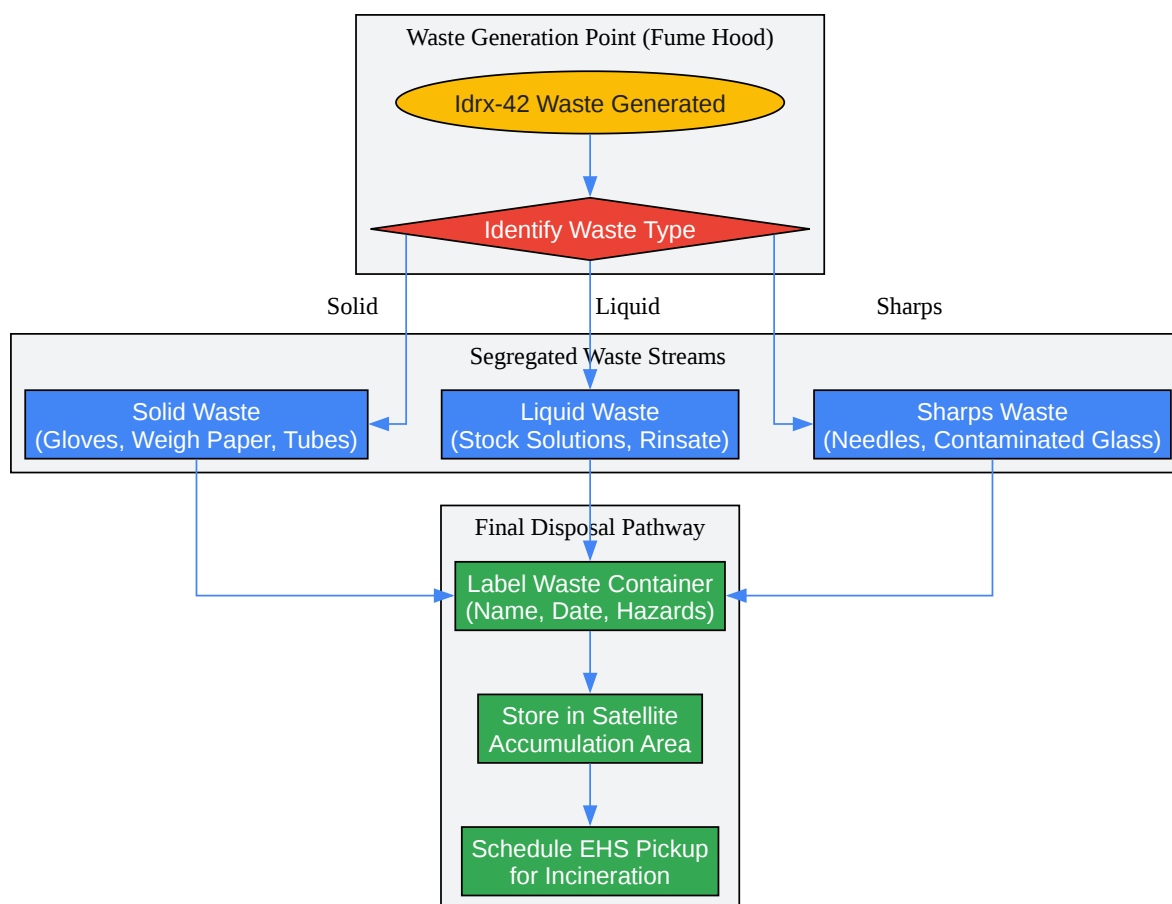 Waste Generation Point (Fume Hood)
Idrx-42 Waste Generated
Identify Waste Type
Solid
Liquid
Sharps
Segregated Waste Streams
Solid Waste
(Gloves, Weigh Paper, Tubes)
Liquid Waste
(Stock Solutions, Rinsate)
Sharps Waste
(Needles, Contaminated Glass)
Final Disposal Pathway
Label Waste Container
(Name, Date, Hazards)
Store in Satellite
Accumulation Area
Schedule EHS Pickup
for Incineration